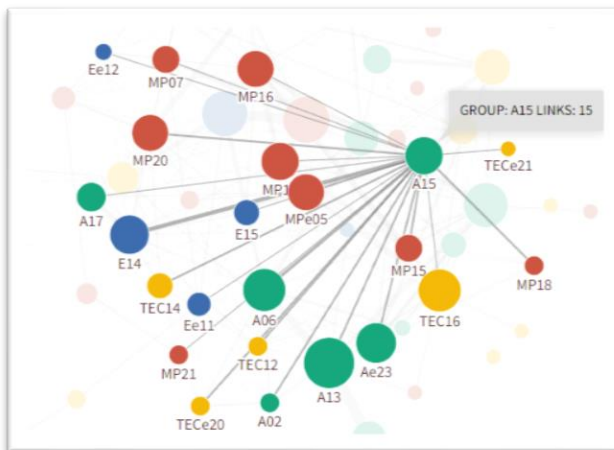 Ee12
MP07
MP16
GROUP: A15 LINKS: 15
MP20
TECe21
A15
MP1
A17
MPe05
E15
E14
MP15
MP18
TEC14
Ee11
A06
TEC16
MP21
TEC12
Ae23
A13
TECe20
A02